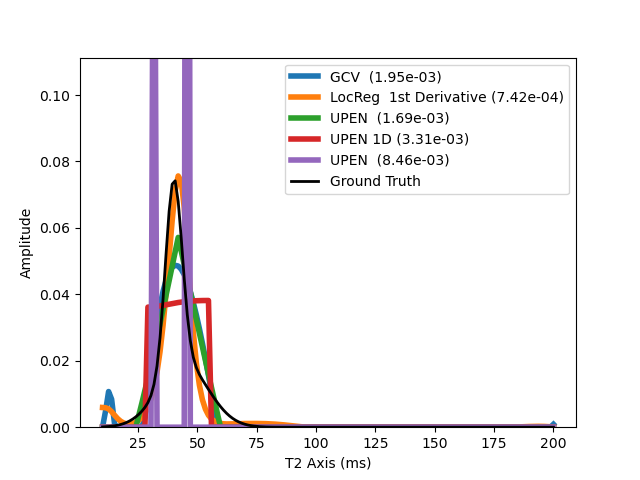 GCV  (1.95e-03)
LocReg  1st Derivative (7.42e-04)
UPEN  (1.69e-03)
UPEN 1D (3.31e-03)
UPEN  (8.46e-03)
Ground Truth
0.10
0.08
0.06
0.04
0.02
0.00
Amplitude
25 50 75 100 125 150 175 200
T2 Axis (ms)